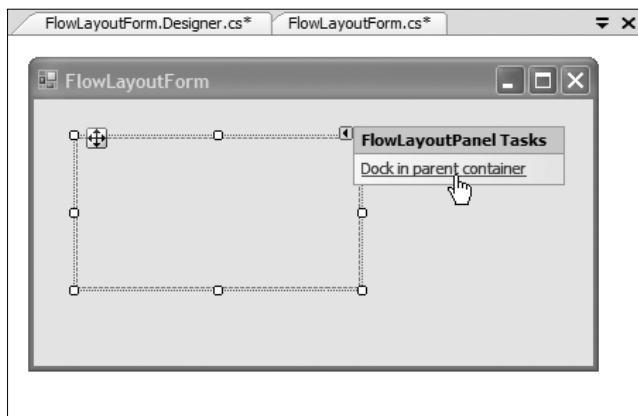 FlowLayoutForm.Designer.cs* FlowLayoutForm.cs*
FlowLayoutForm
FlowLayoutPanel Tasks
Dock in parent container